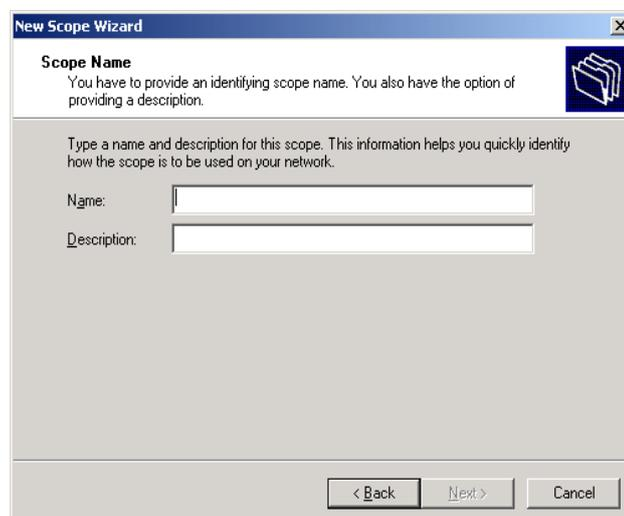 New Scope Wizard
Scope Name
You have to provide an identifying scope name. You also have the option of
providing a description.
Type a name and description for this scope. This information helps you quickly identify
how the scope is to be used on your network.
Name:
Description:
< Back Next > Cancel